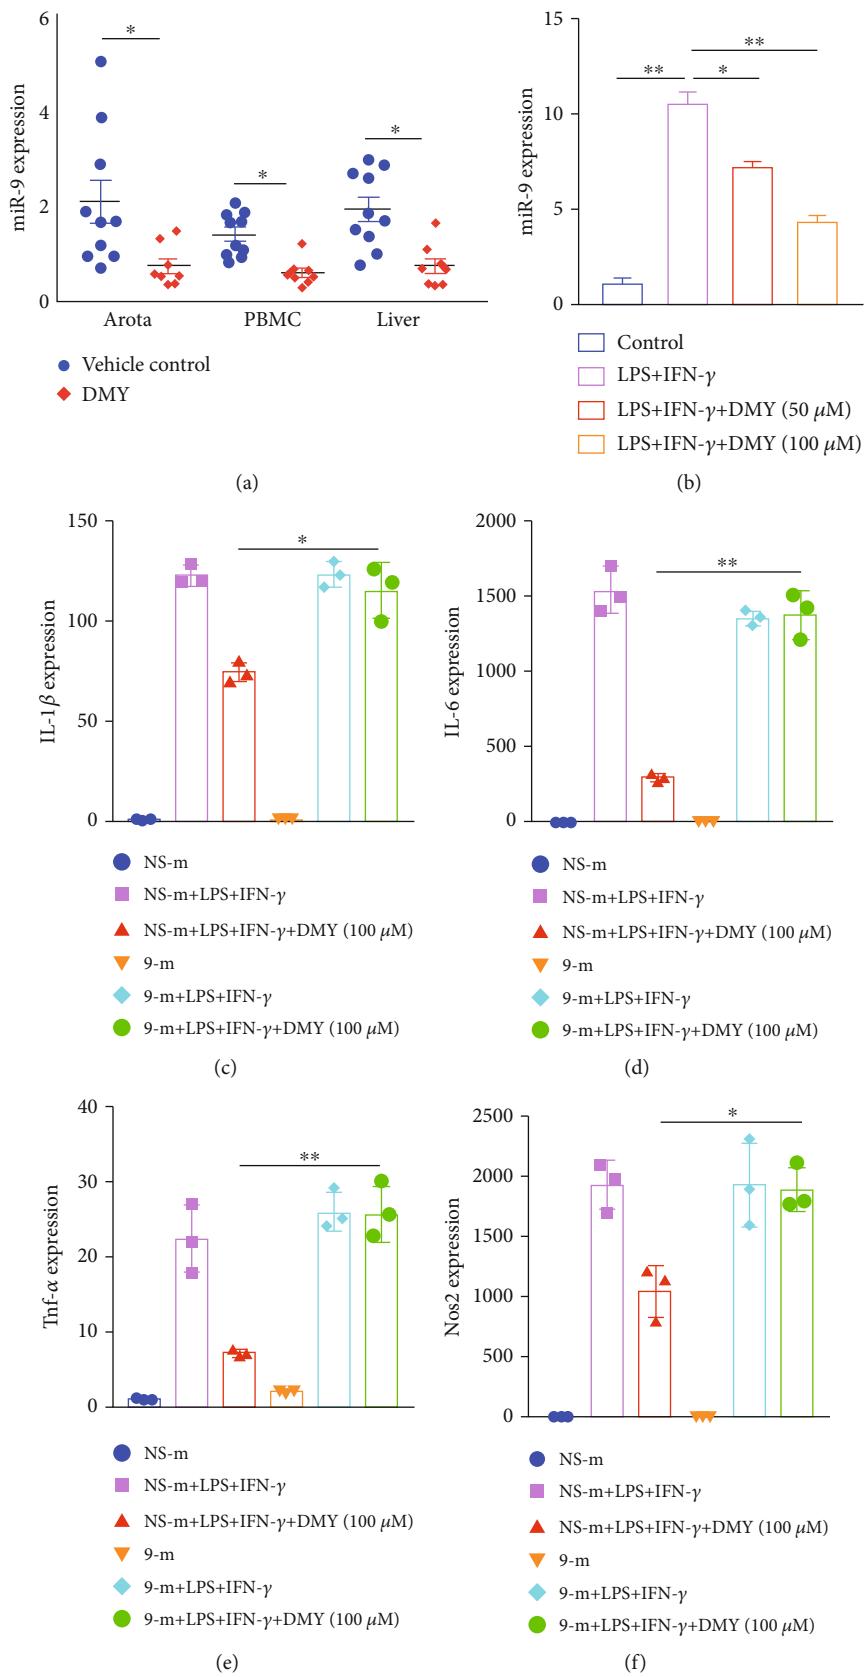 6
4
2
0
miR-9 expression
*
*
*
Arota PBMC Liver
Vehicle control
DMY
(a)
15
10
5
0
miR-9 expression
**
** *
Control
LPS+IFN-γ
LPS+IFN-γ+DMY (50 μM)
LPS+IFN-γ+DMY (100 μM)
(b)
150
100
50
0
IL-1β expression
*
NS-m
NS-m+LPS+IFN-γ
NS-m+LPS+IFN-γ+DMY (100 μM)
9-m
9-m+LPS+IFN-γ
9-m+LPS+IFN-γ+DMY (100 μM)
(c)
2000
1500
1000
500
0
IL-6 expression
**
NS-m
NS-m+LPS+IFN-γ
NS-m+LPS+IFN-γ+DMY (100 μM)
9-m
9-m+LPS+IFN-γ
9-m+LPS+IFN-γ+DMY (100 μM)
(d)
40
30
20
10
0
Tnf-α expression
**
NS-m
NS-m+LPS+IFN-γ
NS-m+LPS+IFN-γ+DMY (100 μM)
9-m
9-m+LPS+IFN-γ
9-m+LPS+IFN-γ+DMY (100 μM)
(e)
2500
2000
1500
1000
500
0
Nos2 expression
*
NS-m
NS-m+LPS+IFN-γ
NS-m+LPS+IFN-γ+DMY (100 μM)
9-m
9-m+LPS+IFN-γ
9-m+LPS+IFN-γ+DMY (100 μM)
(f)